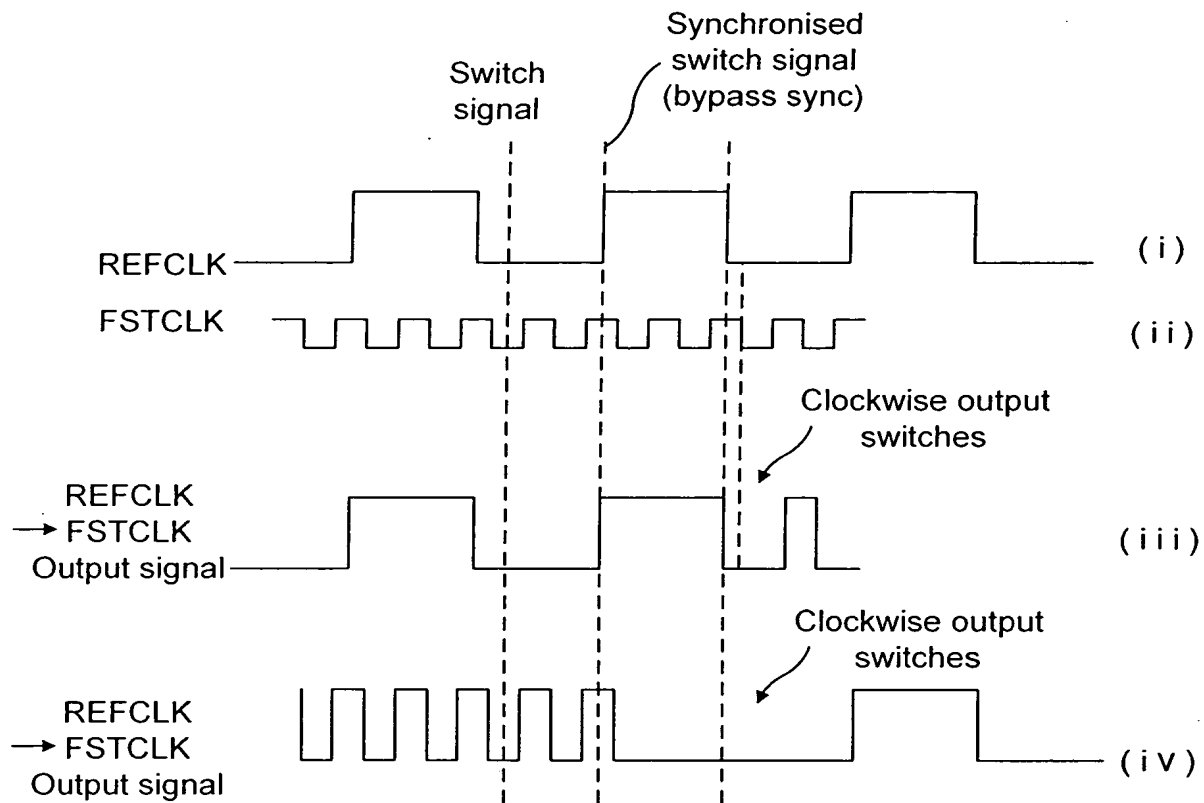 Synchronised
switch signal
(bypass sync)
Switch
signal
REFCLK
(i)
FSTCLK
(ii)
Clockwise output
switches
REFCLK
→ FSTCLK
Output signal
(iii)
Clockwise output
switches
REFCLK
→ FSTCLK
Output signal
(iv)